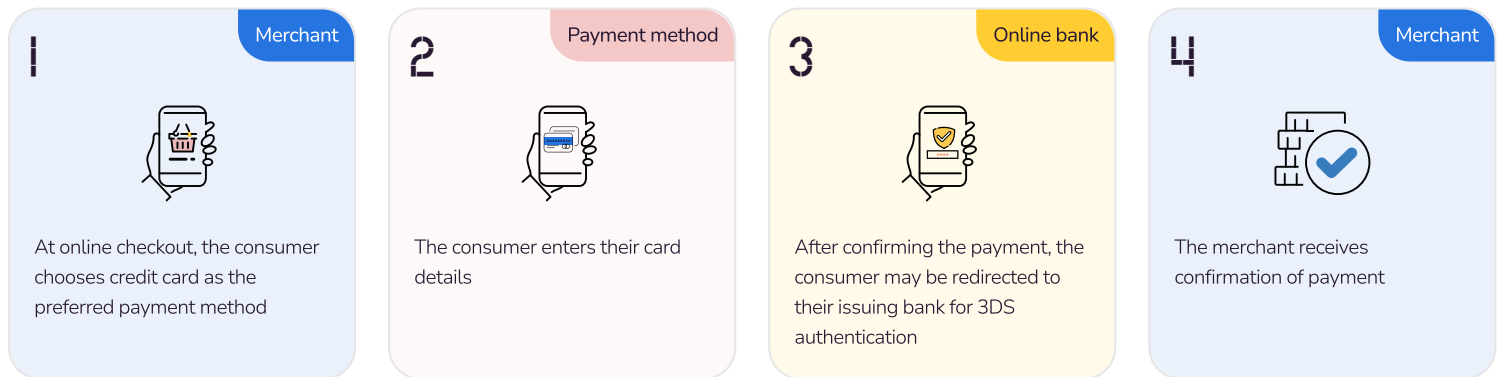 1
Merchant
At online checkout, the consumer
chooses credit card as the
preferred payment method
2
Payment method
The consumer enters their card
details
3
Online bank
After confirming the payment, the
consumer may be redirected to
their issuing bank for 3DS
authentication
4
Merchant
The merchant receives
confirmation of payment